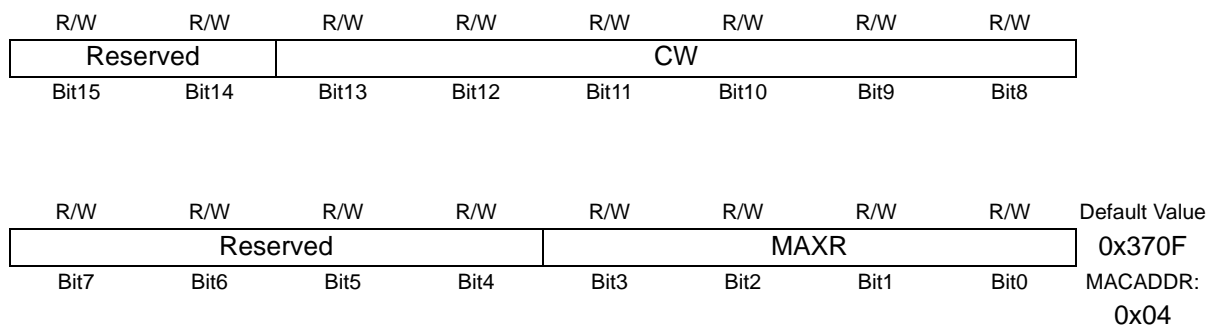 R/W R/W R/W R/W R/W R/W R/W R/W
Reserved CW
Bit15 Bit14 Bit13 Bit12 Bit11 Bit10 Bit9 Bit8
R/W R/W R/W R/W R/W R/W R/W R/W Default Value
Reserved MAXR 0x370F
Bit7 Bit6 Bit5 Bit4 Bit3 Bit2 Bit1 Bit0 MACADDR:
0x04